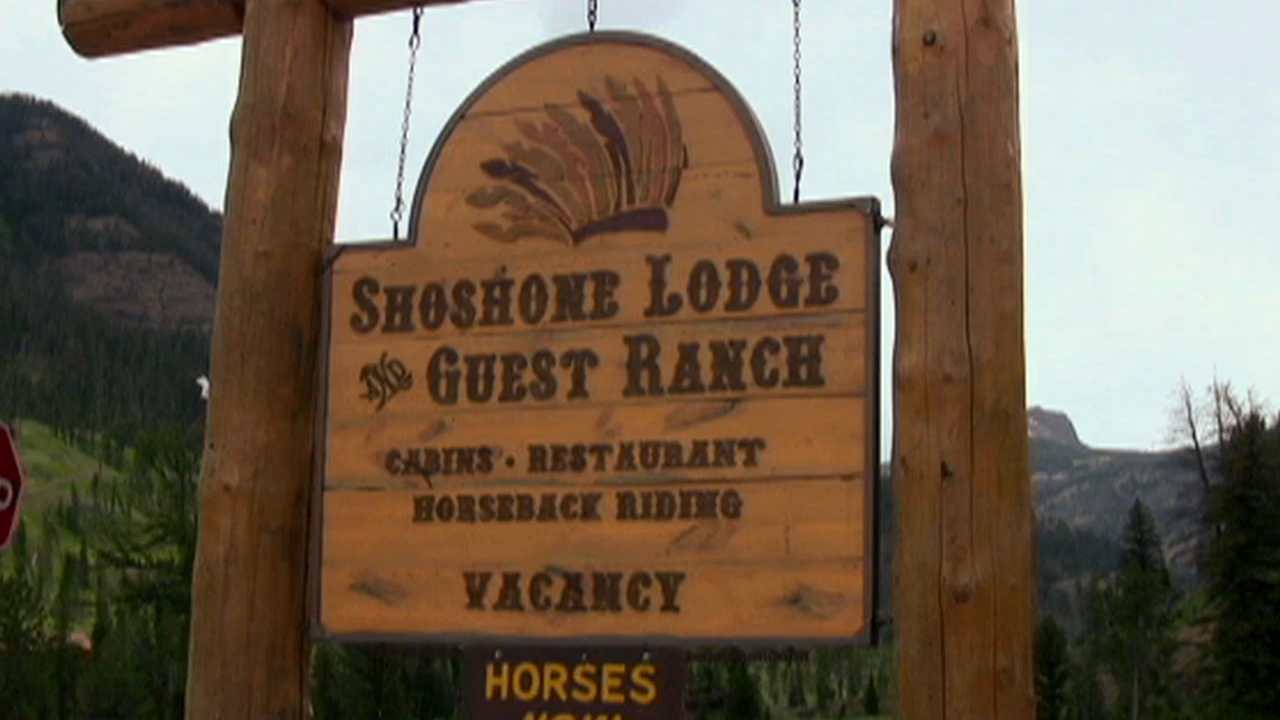 SHOSHONE LODGE
AND GUEST RANCH
CABINS · RESTAURANT
HORSEBACK RIDING
VACANCY
HORSES